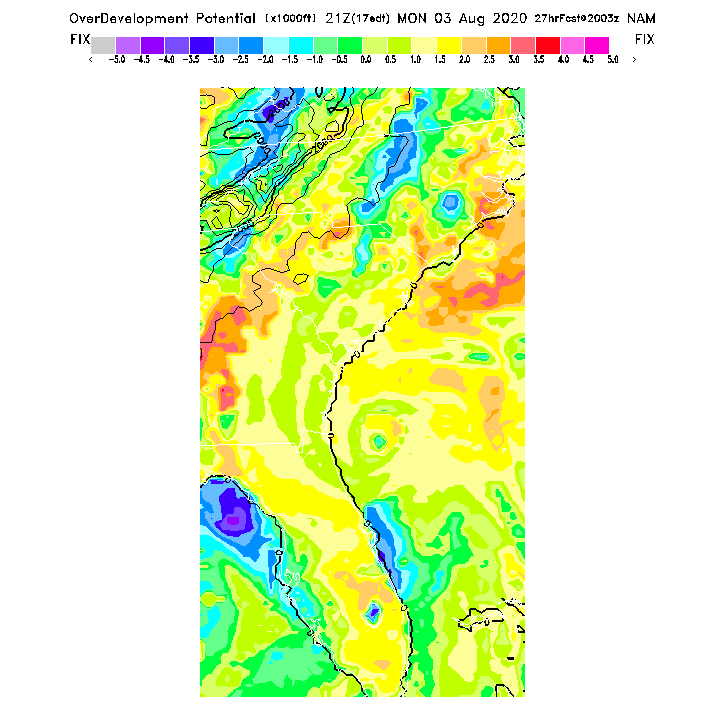 OverDevelopment Potential [x1000ft] 21Z(17edt) MON 03 Aug 2020 27hrFcst@2003z NAM
FIX FIX
< -5.0 -4.5 -4.0 -3.5 -3.0 -2.5 -2.0 -1.5 -1.0 -0.5 0.0 0.5 1.0 1.5 2.0 2.5 3.0 3.5 4.0 4.5 5.0 >